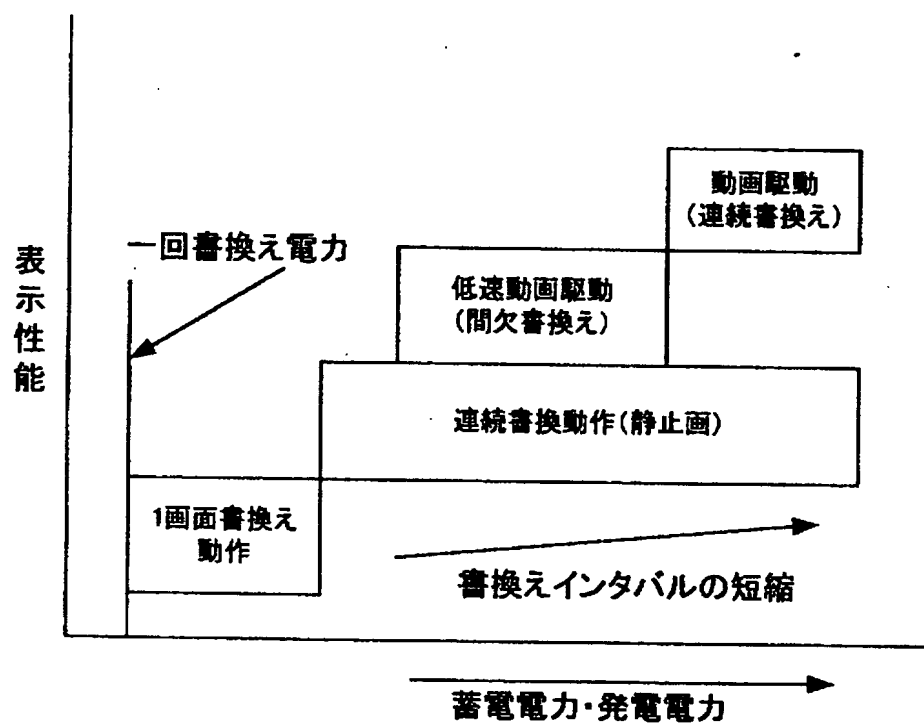 動画駆動
(連続書換え)
一回書換え電力
低速動画駆動
(間欠書換え)
表示性能
連続書換動作(静止画)
1画面書換え
動作
書換えインタバルの短縮
蓄電電力・発電電力